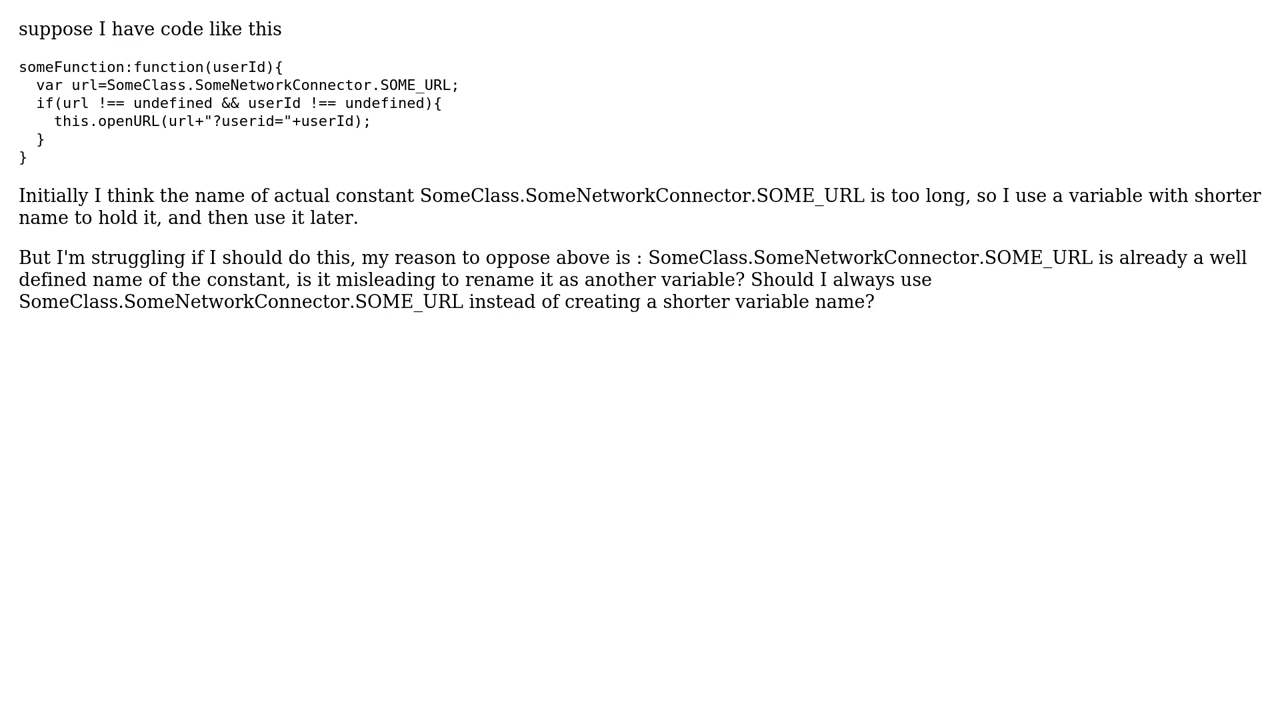 suppose I have code like this
someFunction:function(userId){
  var url=SomeClass.SomeNetworkConnector.SOME_URL;
  if(url !== undefined && userId !== undefined){
    this.openURL(url+"?userid="+userId);
  }
}
Initially I think the name of actual constant SomeClass.SomeNetworkConnector.SOME_URL is too long, so I use a variable with shorter
name to hold it, and then use it later.
But I'm struggling if I should do this, my reason to oppose above is : SomeClass.SomeNetworkConnector.SOME_URL is already a well
defined name of the constant, is it misleading to rename it as another variable? Should I always use
SomeClass.SomeNetworkConnector.SOME_URL instead of creating a shorter variable name?